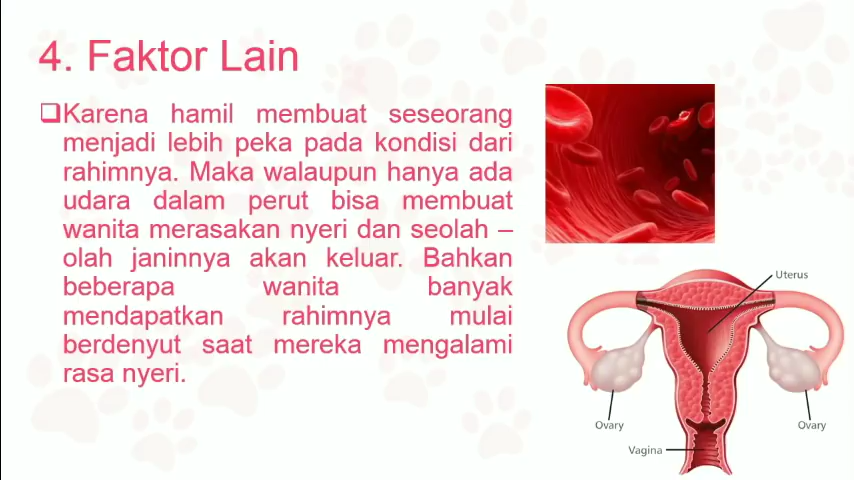 4. Faktor Lain
❑Karena hamil membuat seseorang
menjadi lebih peka pada kondisi dari
rahimnya. Maka walaupun hanya ada
udara dalam perut bisa membuat
wanita merasakan nyeri dan seolah –
olah janinnya akan keluar. Bahkan
beberapa wanita banyak
mendapatkan rahimnya mulai
berdenyut saat mereka mengalami
rasa nyeri.
Uterus
Ovary
Ovary
Vagina